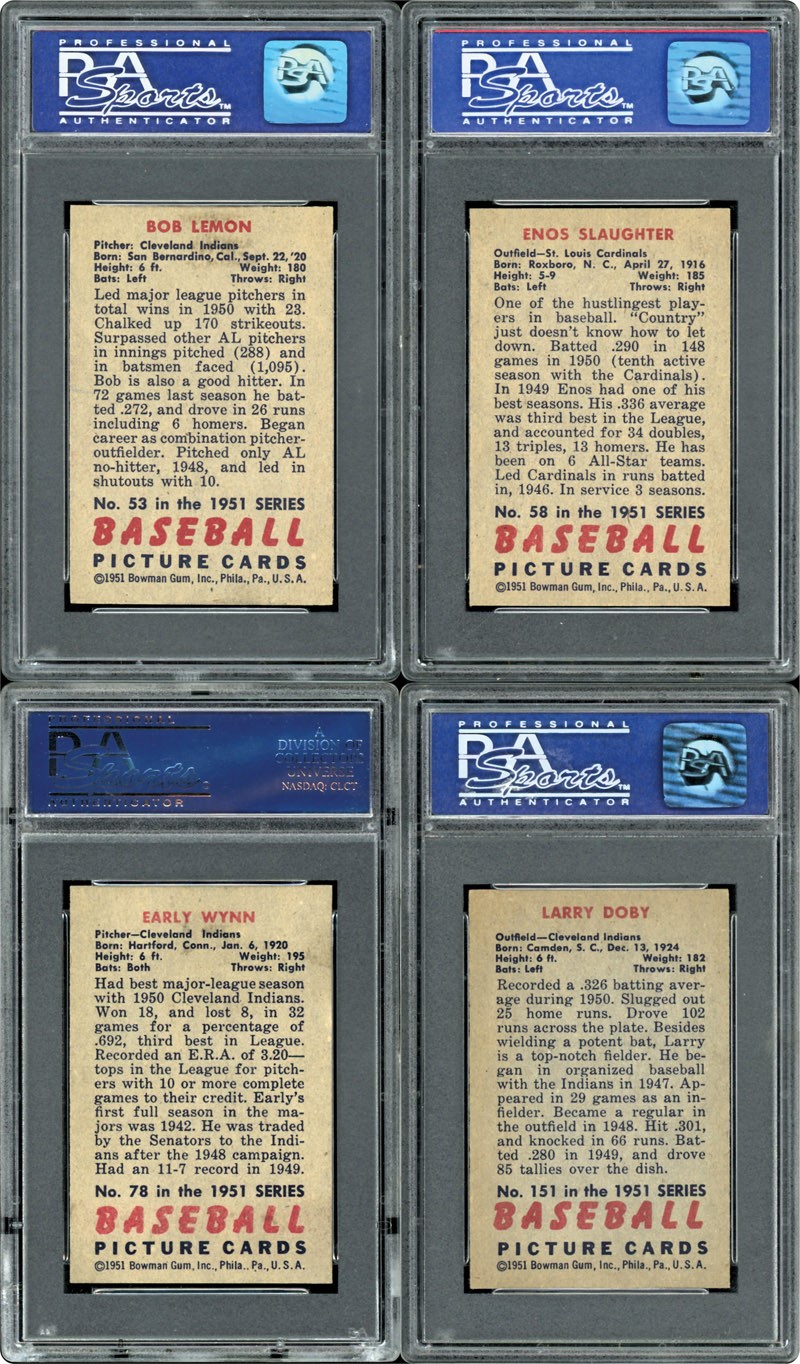 PROFESSIONAL
PSA
Sports™
AUTHENTICATOR
PSA
BOB LEMON
Pitcher: Cleveland Indians
Born: San Bernardino, Cal., Sept. 22, '20
Height: 6 ft. Weight: 180
Bats: Left Throws: Right
Led major league pitchers in
total wins in 1950 with 23.
Chalked up 170 strikeouts.
Surpassed other AL pitchers
in innings pitched (288) and
in batsmen faced (1,095).
Bob is also a good hitter. In
72 games last season he bat-
ted .272, and drove in 26 runs
including 6 homers. Began
career as combination pitcher-
outfielder. Pitched only AL
no-hitter, 1948, and led in
shutouts with 10.
No. 53 in the 1951 SERIES
BASEBALL
PICTURE CARDS
©1951 Bowman Gum, Inc., Phila., Pa., U.S.A.
PROFESSIONAL
PSA
Sports™
AUTHENTICATOR
PSA
ENOS SLAUGHTER
Outfield—St. Louis Cardinals
Born: Roxboro, N. C., April 27, 1916
Height: 5-9 Weight: 185
Bats: Left Throws: Right
One of the hustlingest play-
ers in baseball. "Country"
just doesn't know how to let
down. Batted .290 in 148
games in 1950 (tenth active
season with the Cardinals).
In 1949 Enos had one of his
best seasons. His .336 average
was third best in the League,
and accounted for 34 doubles,
13 triples, 13 homers. He has
been on 6 All-Star teams.
Led Cardinals in runs batted
in, 1946. In service 3 seasons.
No. 58 in the 1951 SERIES
BASEBALL
PICTURE CARDS
©1951 Bowman Gum, Inc., Phila., Pa., U.S.A.
PROFESSIONAL
PSA
Sports
AUTHENTICATOR
A
DIVISION OF
COLLECTORS
UNIVERSE
NASDAQ: CLCT
EARLY WYNN
Pitcher—Cleveland Indians
Born: Hartford, Conn., Jan. 6, 1920
Height: 6 ft. Weight: 195
Bats: Both Throws: Right
Had best major-league season
with 1950 Cleveland Indians.
Won 18, and lost 8, in 32
games for a percentage of
.692, third best in League.
Recorded an E.R.A. of 3.20—
tops in the League for pitch-
ers with 10 or more complete
games to their credit. Early's
first full season in the ma-
jors was 1942. He was traded
by the Senators to the Indi-
ans after the 1948 campaign.
Had an 11-7 record in 1949.
No. 78 in the 1951 SERIES
BASEBALL
PICTURE CARDS
©1951 Bowman Gum, Inc., Phila., Pa., U.S.A.
PROFESSIONAL
PSA
Sports™
AUTHENTICATOR
PSA
LARRY DOBY
Outfield—Cleveland Indians
Born: Camden, S. C., Dec. 13, 1924
Height: 6 ft. Weight: 182
Bats: Left Throws: Right
Recorded a .326 batting aver-
age during 1950. Slugged out
25 home runs. Drove 102
runs across the plate. Besides
wielding a potent bat, Larry
is a top-notch fielder. He be-
gan in organized baseball
with the Indians in 1947. Ap-
peared in 29 games as an in-
fielder. Became a regular in
the outfield in 1948. Hit .301,
and knocked in 66 runs. Bat-
ted .280 in 1949, and drove
85 tallies over the dish.
No. 151 in the 1951 SERIES
BASEBALL
PICTURE CARDS
©1951 Bowman Gum, Inc., Phila., Pa., U.S.A.